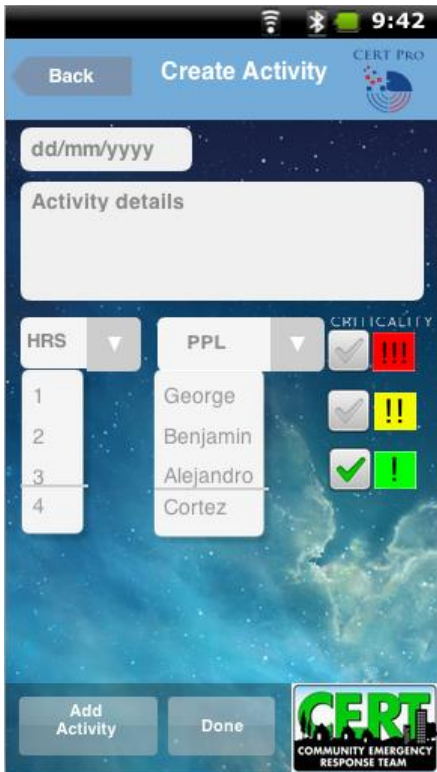 9:42
Back
Create Activity
CERT PRO
dd/mm/yyyy
Activity details
CRITICALITY
HRS
PPL
!!!
1
George
!!
2
Benjamin
3
Alejandro
!
4
Cortez
Add
Activity
Done
CERT
COMMUNITY EMERGENCY
RESPONSE TEAM